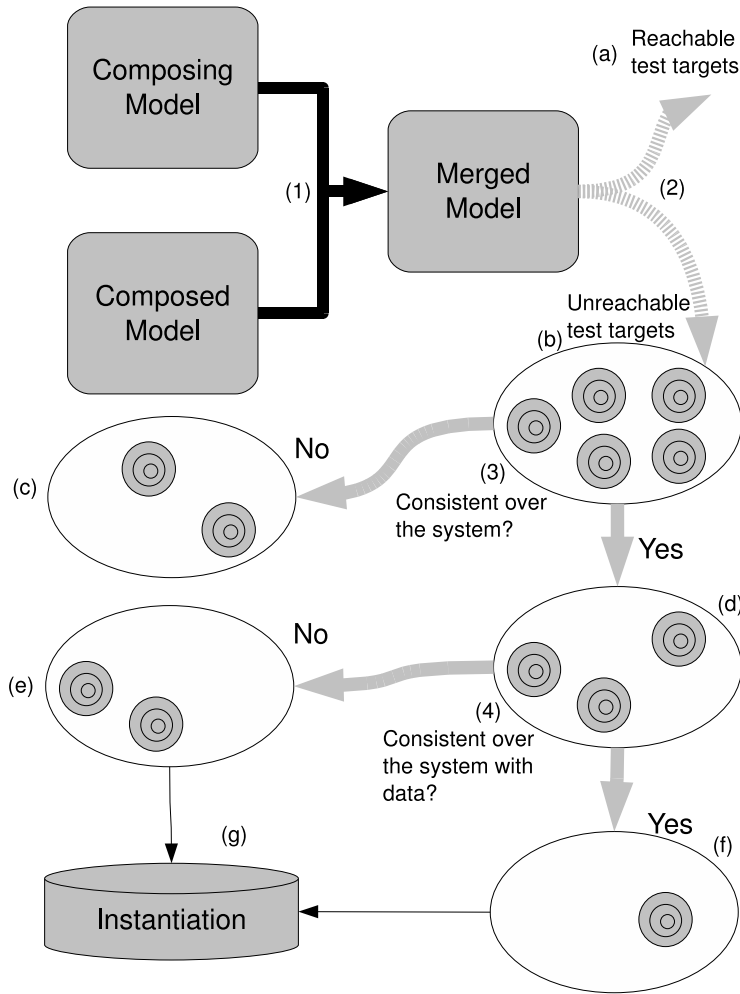 Composing
Model
(a)
Reachable
test targets
(1)
Merged
Model
(2)
Composed
Model
Unreachable
test targets
(b)
No
(c)
(3)
Consistent over
the system?
Yes
(d)
No
(e)
(4)
Consistent over
the system with
data?
Yes
(f)
(g)
Instantiation